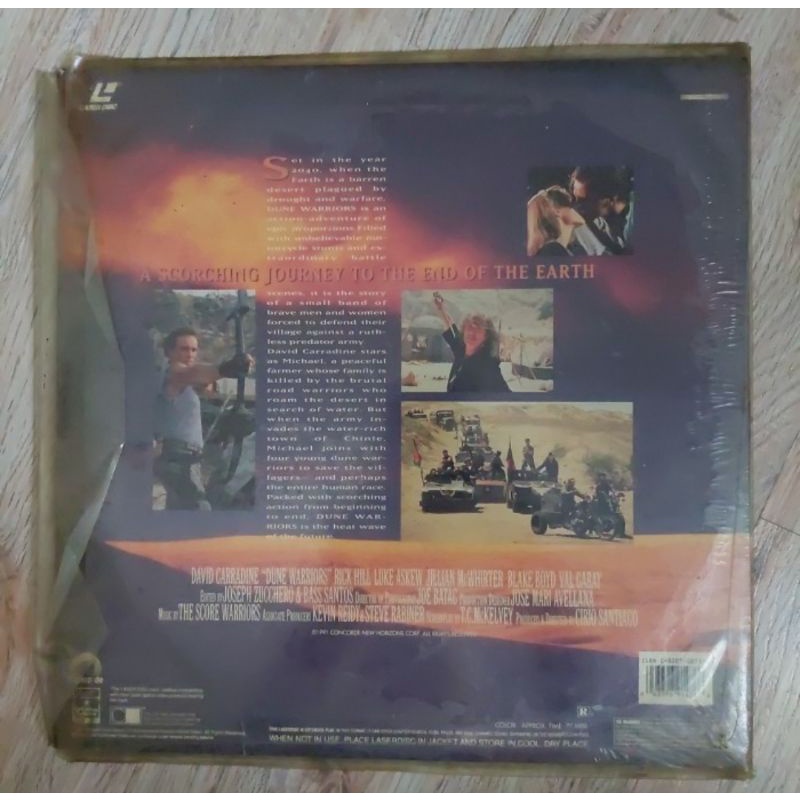 LASER DISC
Set in the year
2040, when the
Earth is a barren
desert plagued by
drought and warfare,
DUNE WARRIORS is an
action-adventure of
epic proportions. Filled
with unbelievable mo-
torcycle stunts and ex-
traordinary battle
A SCORCHING JOURNEY TO THE END OF THE EARTH
scenes, it is the story
of a small band of
brave men and women
forced to defend their
village against a ruth-
less predator army.
David Carradine stars
as Michael, a peaceful
farmer whose family is
killed by the brutal
road warriors who
roam the desert in
search of water. But
when the army in-
vades the water-rich
town of Chinle,
Michael joins with
four young dune war-
riors to save the vil-
lagers—and perhaps
the entire human race.
Packed with scorching
action from beginning
to end, DUNE WAR-
RIORS is the heat wave
of the future.
DAVID CARRADINE "DUNE WARRIORS" RICK HILL LUKE ASKEW JILLIAN McWHIRTER BLAKE BOYD VAL GARAY
EDITED BY JOSEPH ZUCCHERO & BASS SANTOS DIRECTOR OF PHOTOGRAPHY JOE BATAC PRODUCTION DESIGNER JOSE MARI AVELLANA
MUSIC BY THE SCORE WARRIORS ASSOCIATE PRODUCERS KEVIN REIDY & STEVE RABINER SCREENPLAY BY T.C. McKELVEY PRODUCED & DIRECTED BY CIRIO SANTIAGO
©1991 CONCORDE-NEW HORIZONS CORP. ALL RIGHTS RESERVED
ISBN
COLOR APPROX. TIME
R
WHEN NOT IN USE, PLACE LASERDISC IN JACKET AND STORE IN COOL, DRY PLACE